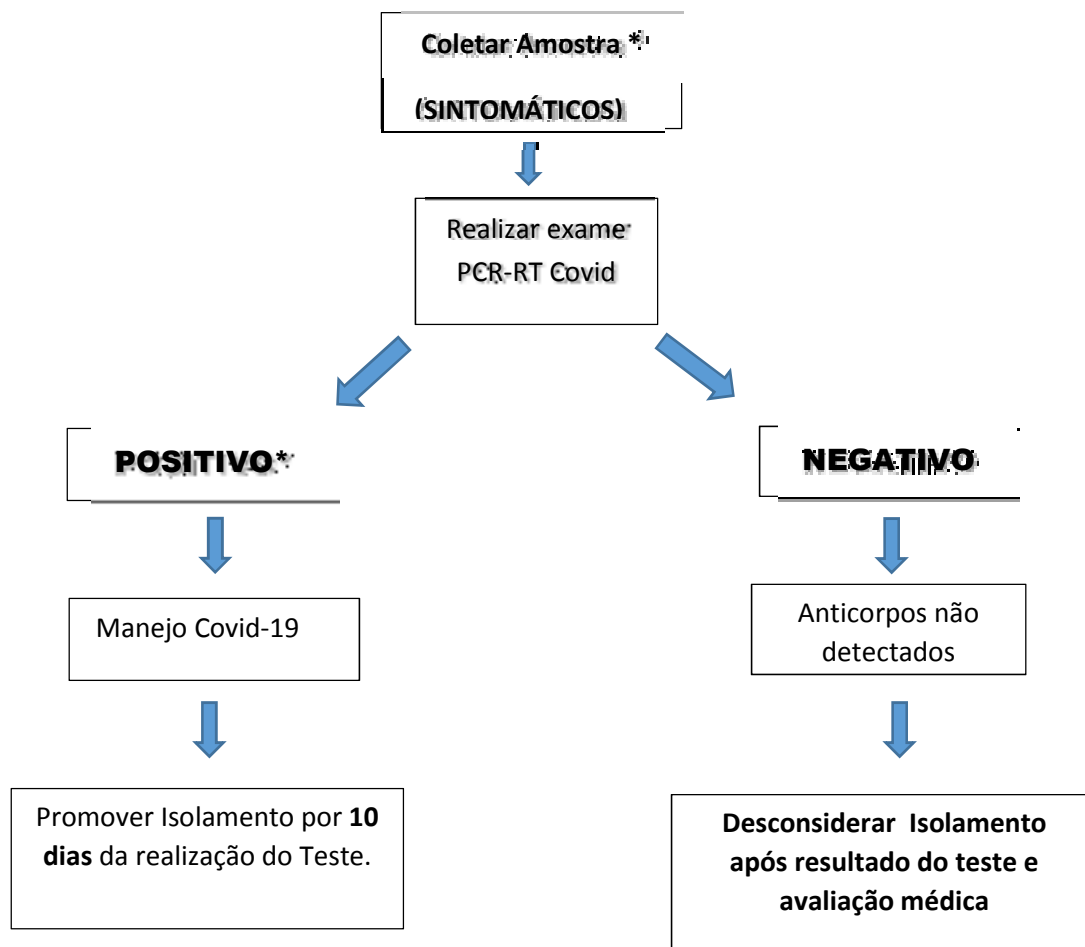 Coletar Amostra *
(SINTOMÁTICOS)
Realizar exame
PCR-RT Covid
POSITIVO*
NEGATIVO
Manejo Covid-19
Anticorpos não
detectados
Promover Isolamento por 10
dias da realização do Teste.
Desconsiderar Isolamento
após resultado do teste e
avaliação médica